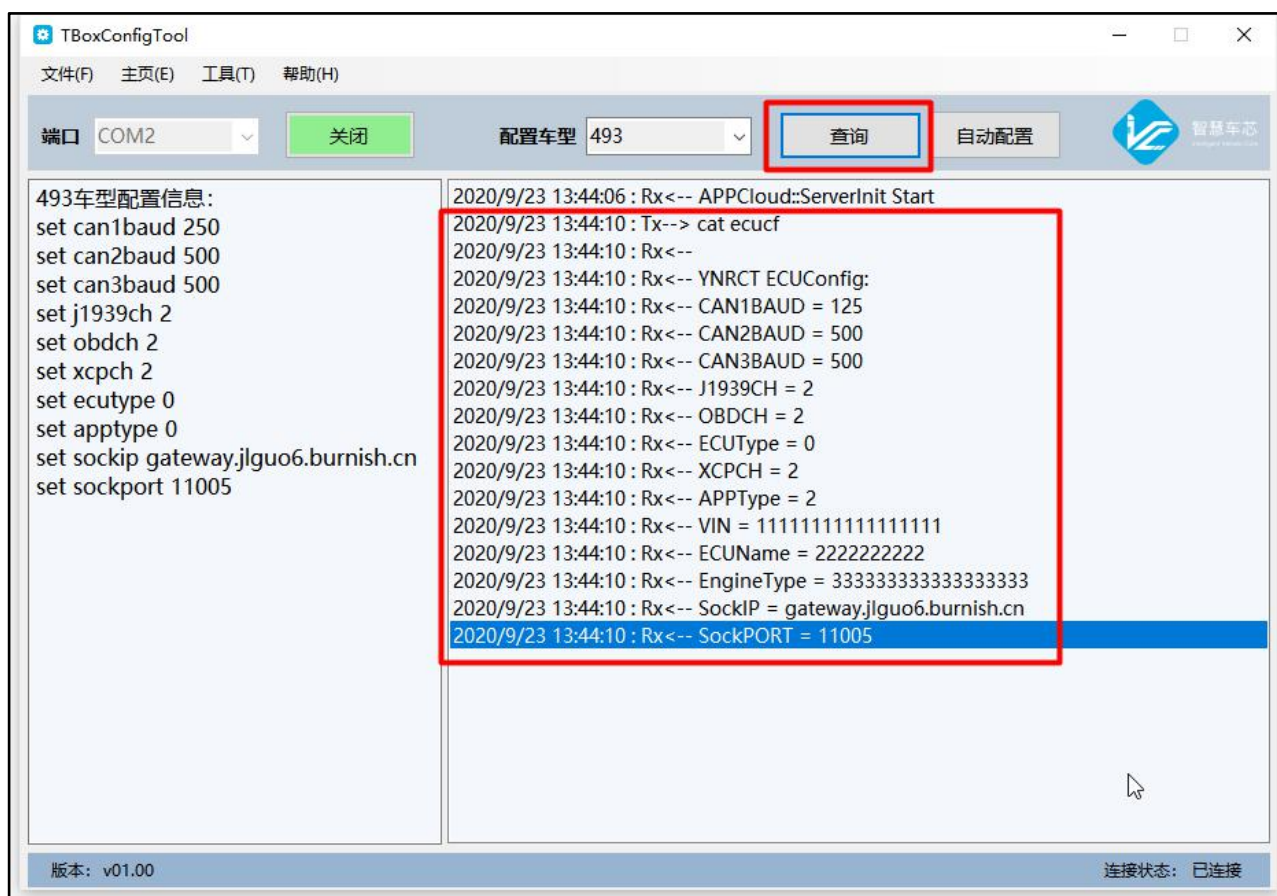 TBoxConfigTool
文件(F) 主页(E) 工具(T) 帮助(H)
端口 COM2 关闭 配置车型 493 查询 自动配置 智慧车芯
493车型配置信息:
set can1baud 250
set can2baud 500
set can3baud 500
set j1939ch 2
set obdch 2
set xcpch 2
set ecutype 0
set apptype 0
set sockip gateway.jlguo6.burnish.cn
set sockport 11005
2020/9/23 13:44:06 : Rx<-- APPCloud::ServerInit Start
2020/9/23 13:44:10 : Tx--> cat ecucf
2020/9/23 13:44:10 : Rx<--
2020/9/23 13:44:10 : Rx<-- YNRCT ECUConfig:
2020/9/23 13:44:10 : Rx<-- CAN1BAUD = 125
2020/9/23 13:44:10 : Rx<-- CAN2BAUD = 500
2020/9/23 13:44:10 : Rx<-- CAN3BAUD = 500
2020/9/23 13:44:10 : Rx<-- J1939CH = 2
2020/9/23 13:44:10 : Rx<-- OBDCH = 2
2020/9/23 13:44:10 : Rx<-- ECUType = 0
2020/9/23 13:44:10 : Rx<-- XCPCH = 2
2020/9/23 13:44:10 : Rx<-- APPType = 2
2020/9/23 13:44:10 : Rx<-- VIN = 11111111111111111
2020/9/23 13:44:10 : Rx<-- ECUName = 2222222222
2020/9/23 13:44:10 : Rx<-- EngineType = 333333333333333333
2020/9/23 13:44:10 : Rx<-- SockIP = gateway.jlguo6.burnish.cn
2020/9/23 13:44:10 : Rx<-- SockPORT = 11005
版本: v01.00 连接状态: 已连接